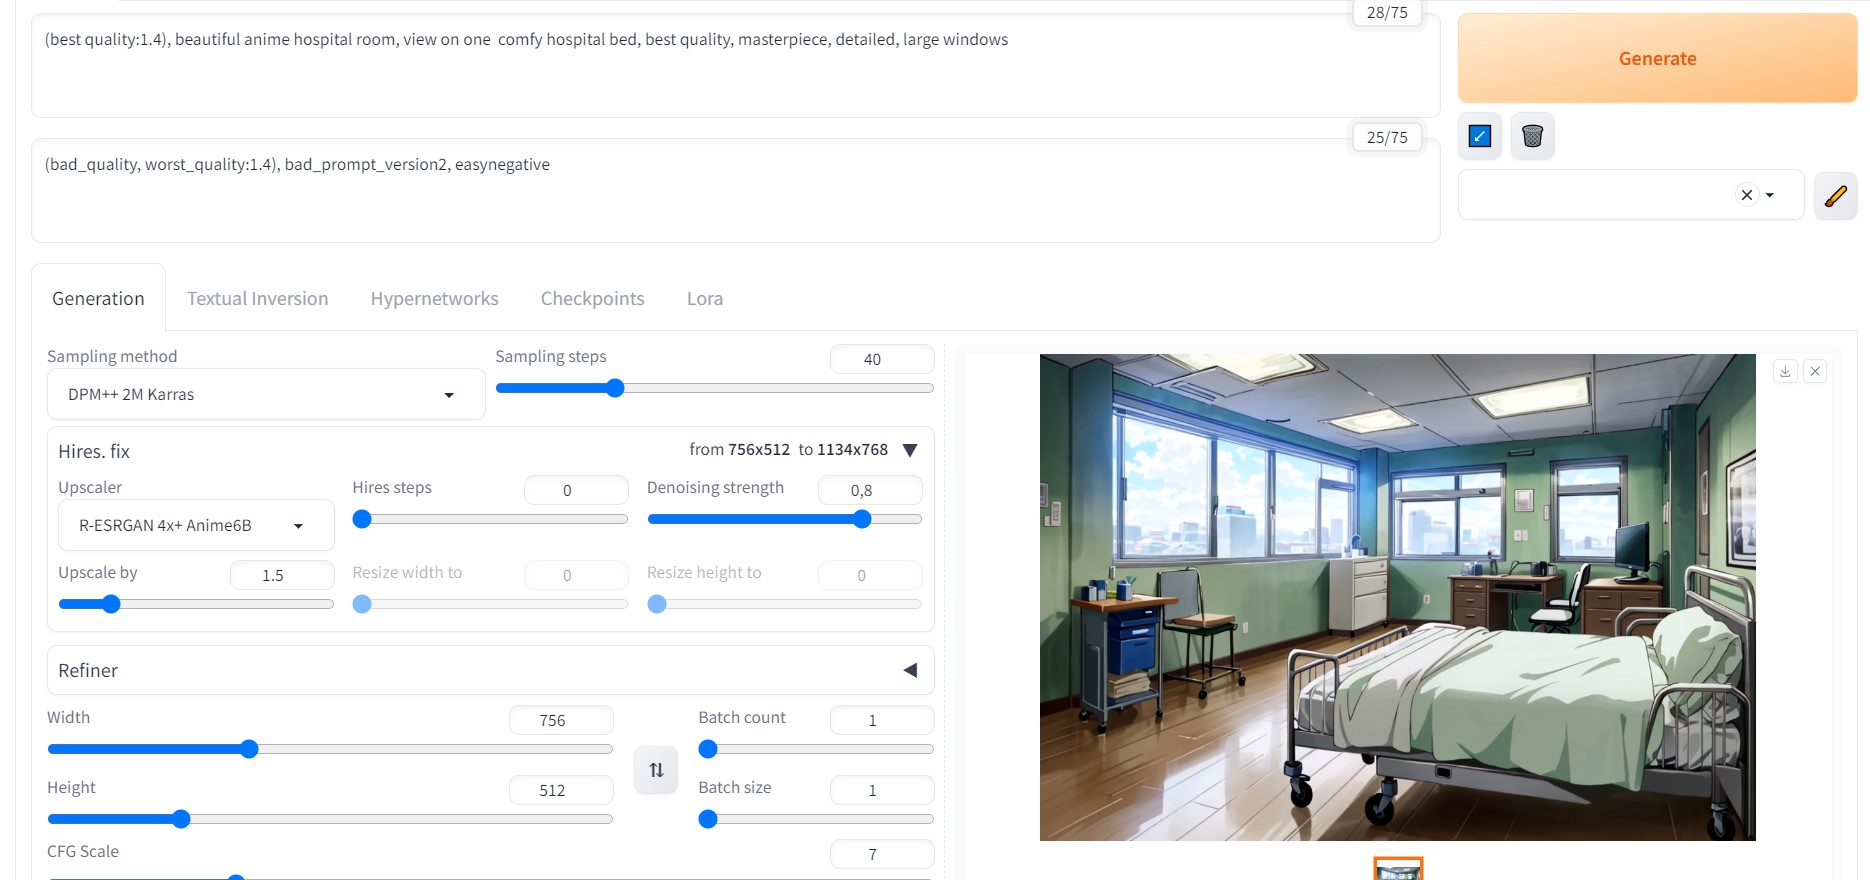 28/75
(best quality:1.4), beautiful anime hospital room, view on one  comfy hospital bed, best quality, masterpiece, detailed, large windows
Generate
25/75
(bad_quality, worst_quality:1.4), bad_prompt_version2, easynegative
Generation Textual Inversion Hypernetworks Checkpoints Lora
Sampling method Sampling steps 40
DPM++ 2M Karras
Hires. fix from 756x512 to 1134x768
Upscaler Hires steps 0 Denoising strength 0,8
R-ESRGAN 4x+ Anime6B
Upscale by 1.5 Resize width to 0 Resize height to 0
Refiner
Width 756 Batch count 1
Height 512 Batch size 1
CFG Scale 7